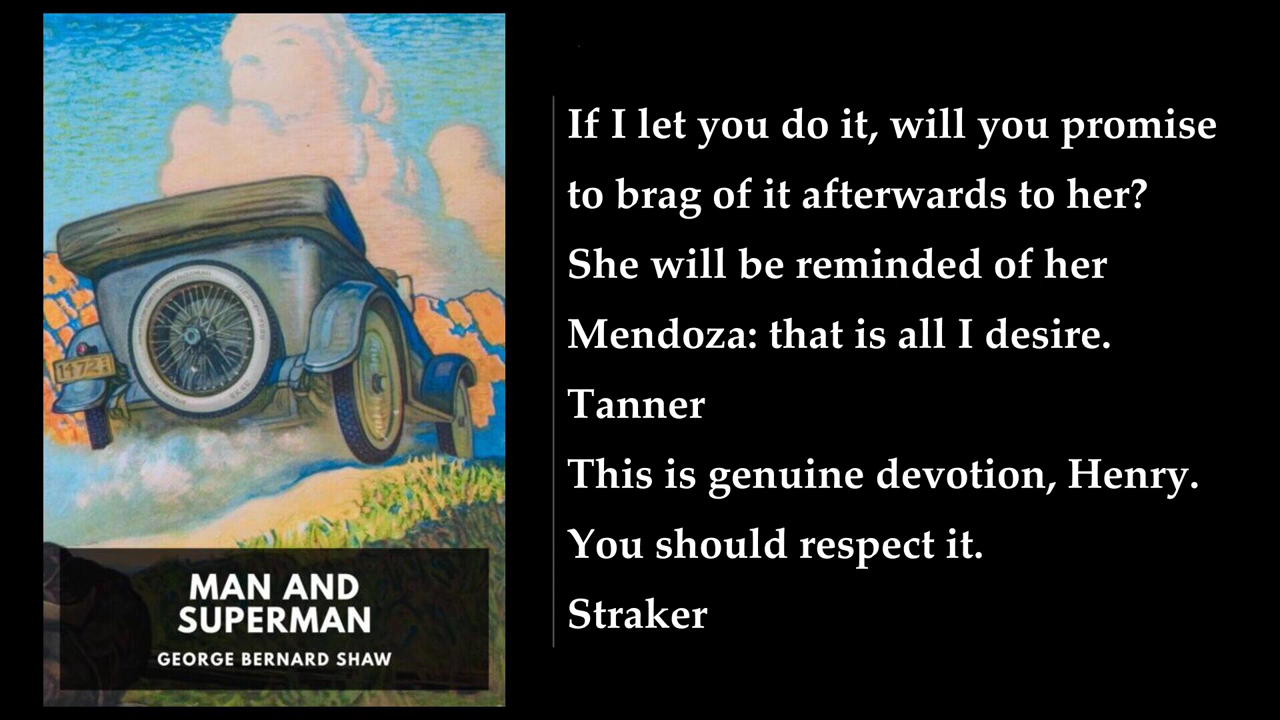 If I let you do it, will you promise
to brag of it afterwards to her?
She will be reminded of her
Mendoza: that is all I desire.
Tanner
This is genuine devotion, Henry.
You should respect it.
Straker
1472
MAN AND
SUPERMAN
GEORGE BERNARD SHAW